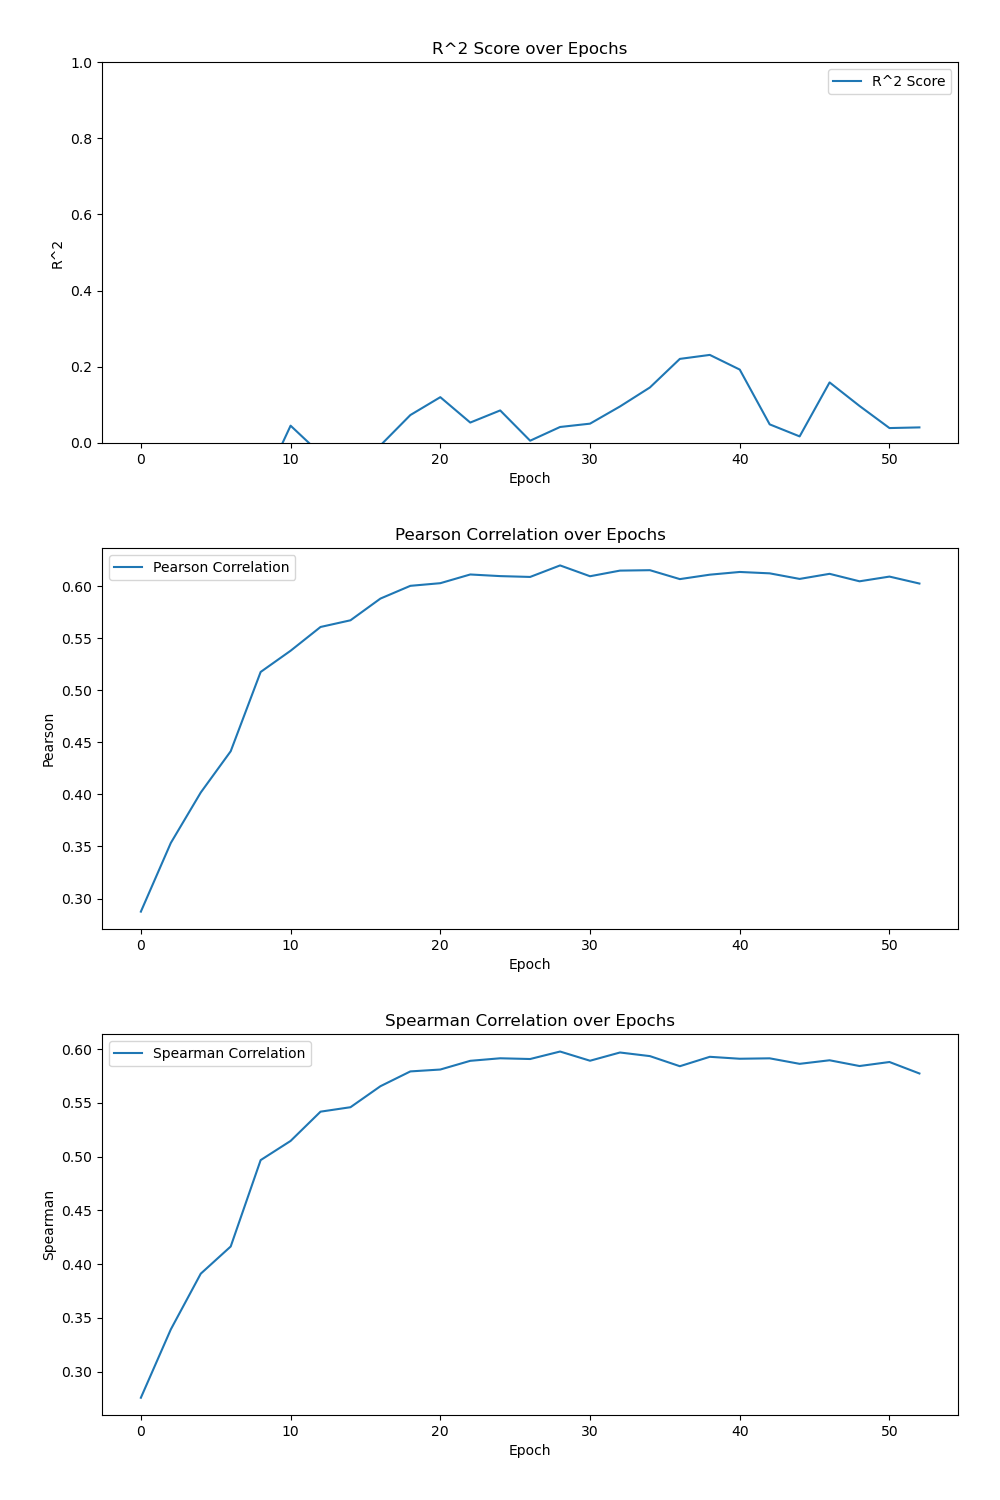 R^2 Score over Epochs
R^2 Score
1.0
0.8
0.6
0.4
0.2
0.0
R^2
0 10 20 30 40 50
Epoch
Pearson Correlation over Epochs
Pearson Correlation
0.60
0.55
0.50
0.45
0.40
0.35
0.30
Pearson
0 10 20 30 40 50
Epoch
Spearman Correlation over Epochs
Spearman Correlation
0.60
0.55
0.50
0.45
0.40
0.35
0.30
Spearman
0 10 20 30 40 50
Epoch